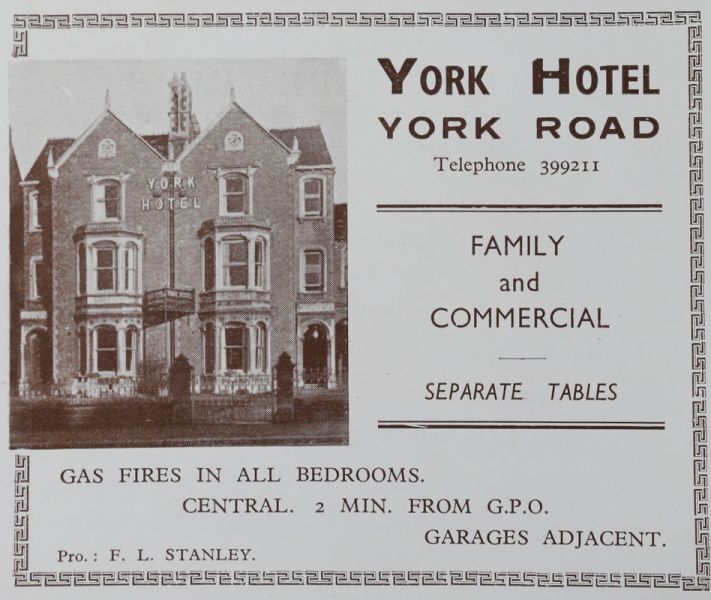 YORK HOTEL
YORK ROAD
Telephone 399211
YORK
HOTEL
FAMILY
and
COMMERCIAL
SEPARATE TABLES
GAS FIRES IN ALL BEDROOMS.
CENTRAL. 2 MIN. FROM G.P.O.
GARAGES ADJACENT.
Pro.: F. L. STANLEY.